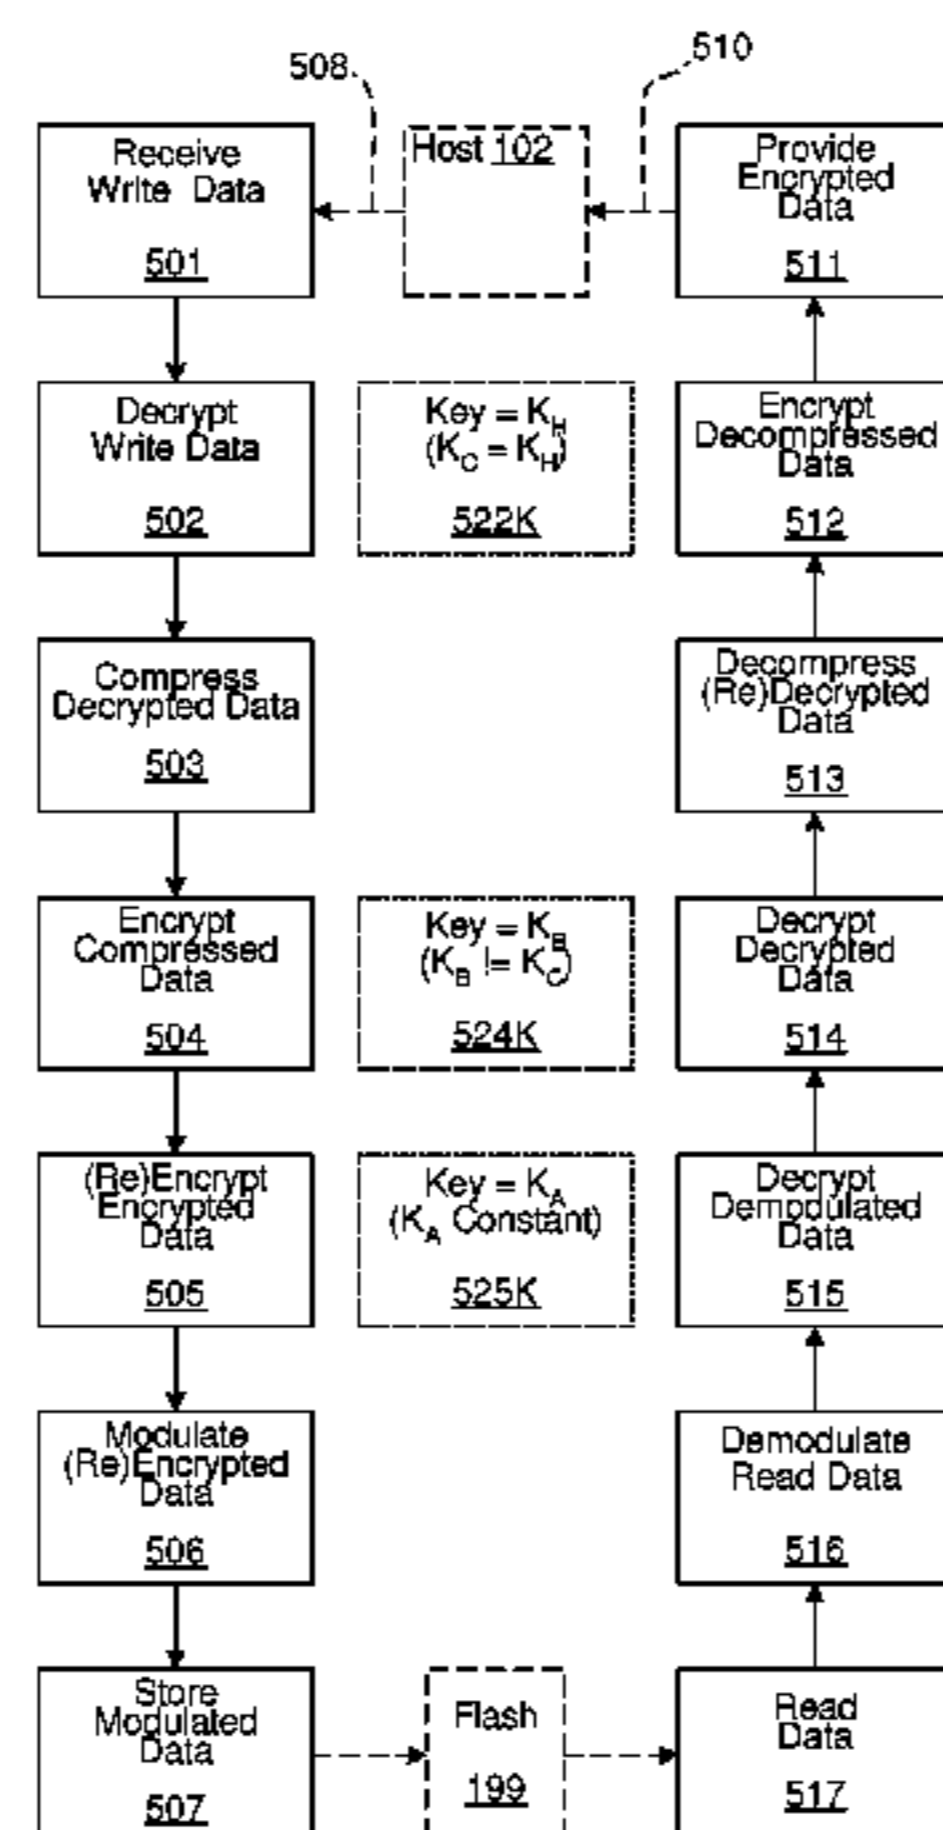 508
510
Receive
Write Data
501
Host 102
Provide
Encrypted
Data
511
Decrypt
Write Data
502
Key = K_H
(K_C = K_H)
522K
Encrypt
Decompressed
Data
512
Compress
Decrypted Data
503
Decompress
(Re)Decrypted
Data
513
Encrypt
Compressed
Data
504
Key = K_B
(K_B != K_C)
524K
Decrypt
Decrypted
Data
514
(Re)Encrypt
Encrypted
Data
505
Key = K_A
(K_A Constant)
525K
Decrypt
Demodulated
Data
515
Modulate
(Re)Encrypted
Data
506
Demodulate
Read Data
516
Store
Modulated
Data
507
Flash
199
Read
Data
517